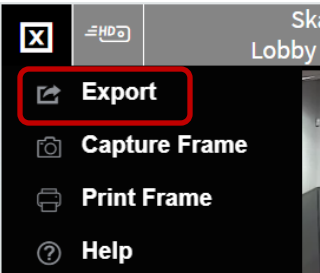 X
HD
Ska
Lobby
Export
Capture Frame
Print Frame
Help